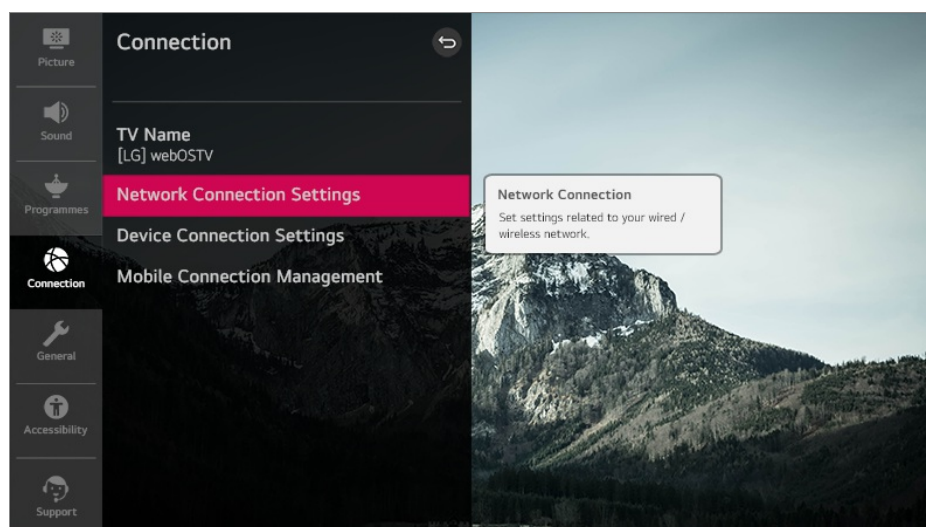 Picture
Sound
Programmes
Connection
General
Accessibility
Support
Connection
TV Name
[LG] webOSTV
Network Connection Settings
Device Connection Settings
Mobile Connection Management
Network Connection
Set settings related to your wired /
wireless network.